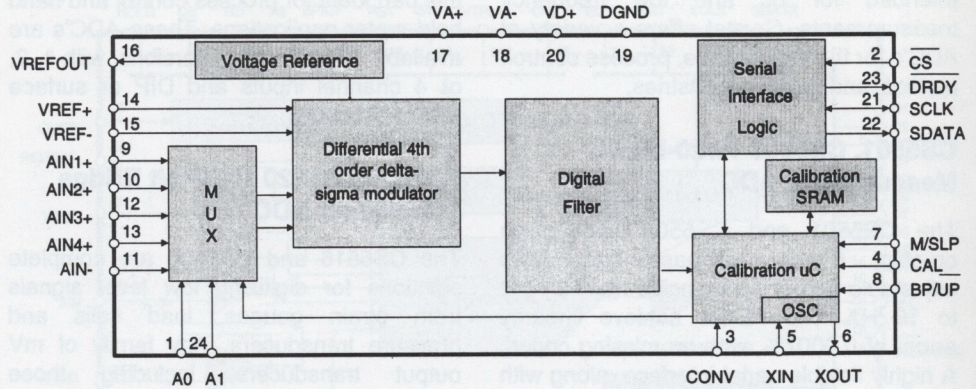 VA+ VA- VD+ DGND
17 18 20 19
VREFOUT 16
Voltage Reference
VREF+ 14
VREF- 15
AIN1+ 9
AIN2+ 10
AIN3+ 12
AIN4+ 13
AIN- 11
M
U
X
Differential 4th
order delta-
sigma modulator
Digital
Filter
Serial
Interface
Logic
Calibration
SRAM
Calibration uC
OSC
2 CS
23 DRDY
21 SCLK
22 SDATA
7 M/SLP
4 CAL
8 BP/UP
24
A0 A1
3 5 6
CONV XIN XOUT